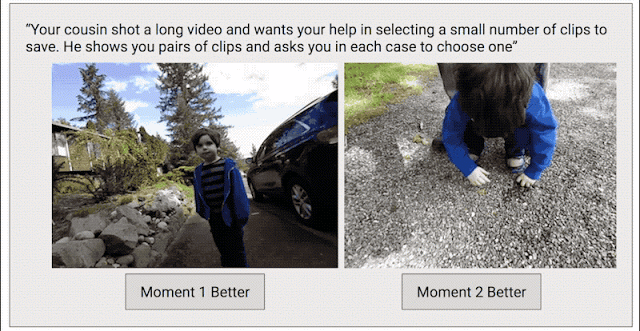 "Your cousin shot a long video and wants your help in selecting a small number of clips to
save. He shows you pairs of clips and asks you in each case to choose one"
Moment 1 Better
Moment 2 Better